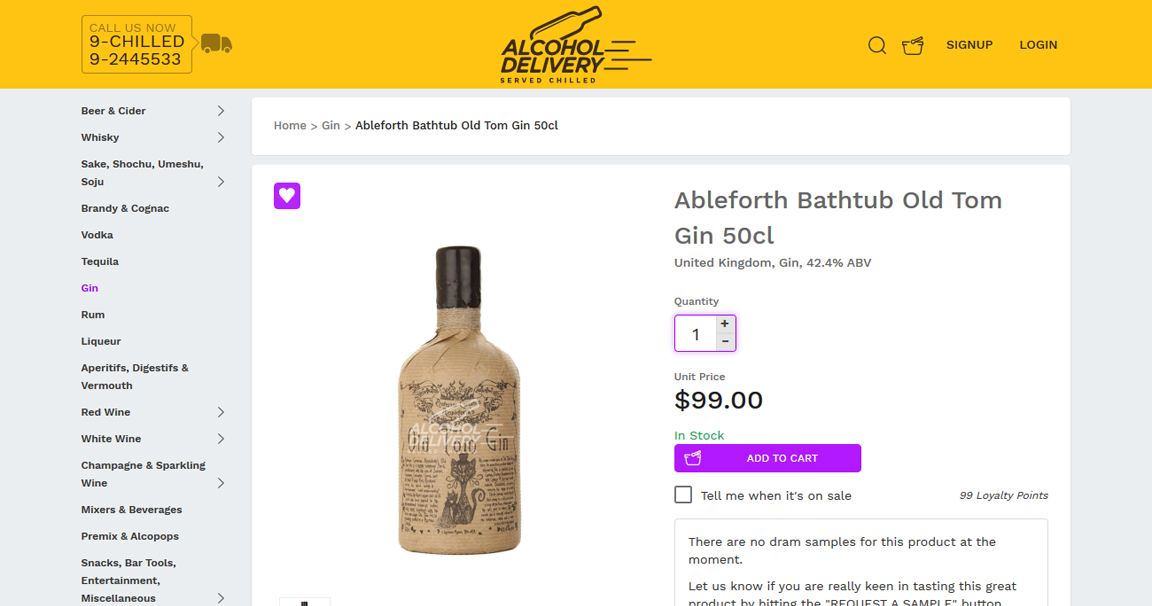 CALL US NOW
9-CHILLED
9-2445533
ALCOHOL
DELIVERY
SERVED CHILLED
SIGNUP
LOGIN
Beer & Cider
Whisky
Sake, Shochu, Umeshu,
Soju
Brandy & Cognac
Vodka
Tequila
Gin
Rum
Liqueur
Aperitifs, Digestifs &
Vermouth
Red Wine
White Wine
Champagne & Sparkling
Wine
Mixers & Beverages
Premix & Alcopops
Snacks, Bar Tools,
Entertainment,
Miscellaneous
Home > Gin > Ableforth Bathtub Old Tom Gin 50cl
ALCOHOL
DELIVERY
Old Tom Gin
Ableforth Bathtub Old Tom
Gin 50cl
United Kingdom, Gin, 42.4% ABV
Quantity
1
+
-
Unit Price
$99.00
In Stock
ADD TO CART
Tell me when it's on sale
99 Loyalty Points
There are no dram samples for this product at the
moment.
Let us know if you are really keen in tasting this great
product by hitting the "REQUEST A SAMPLE" button